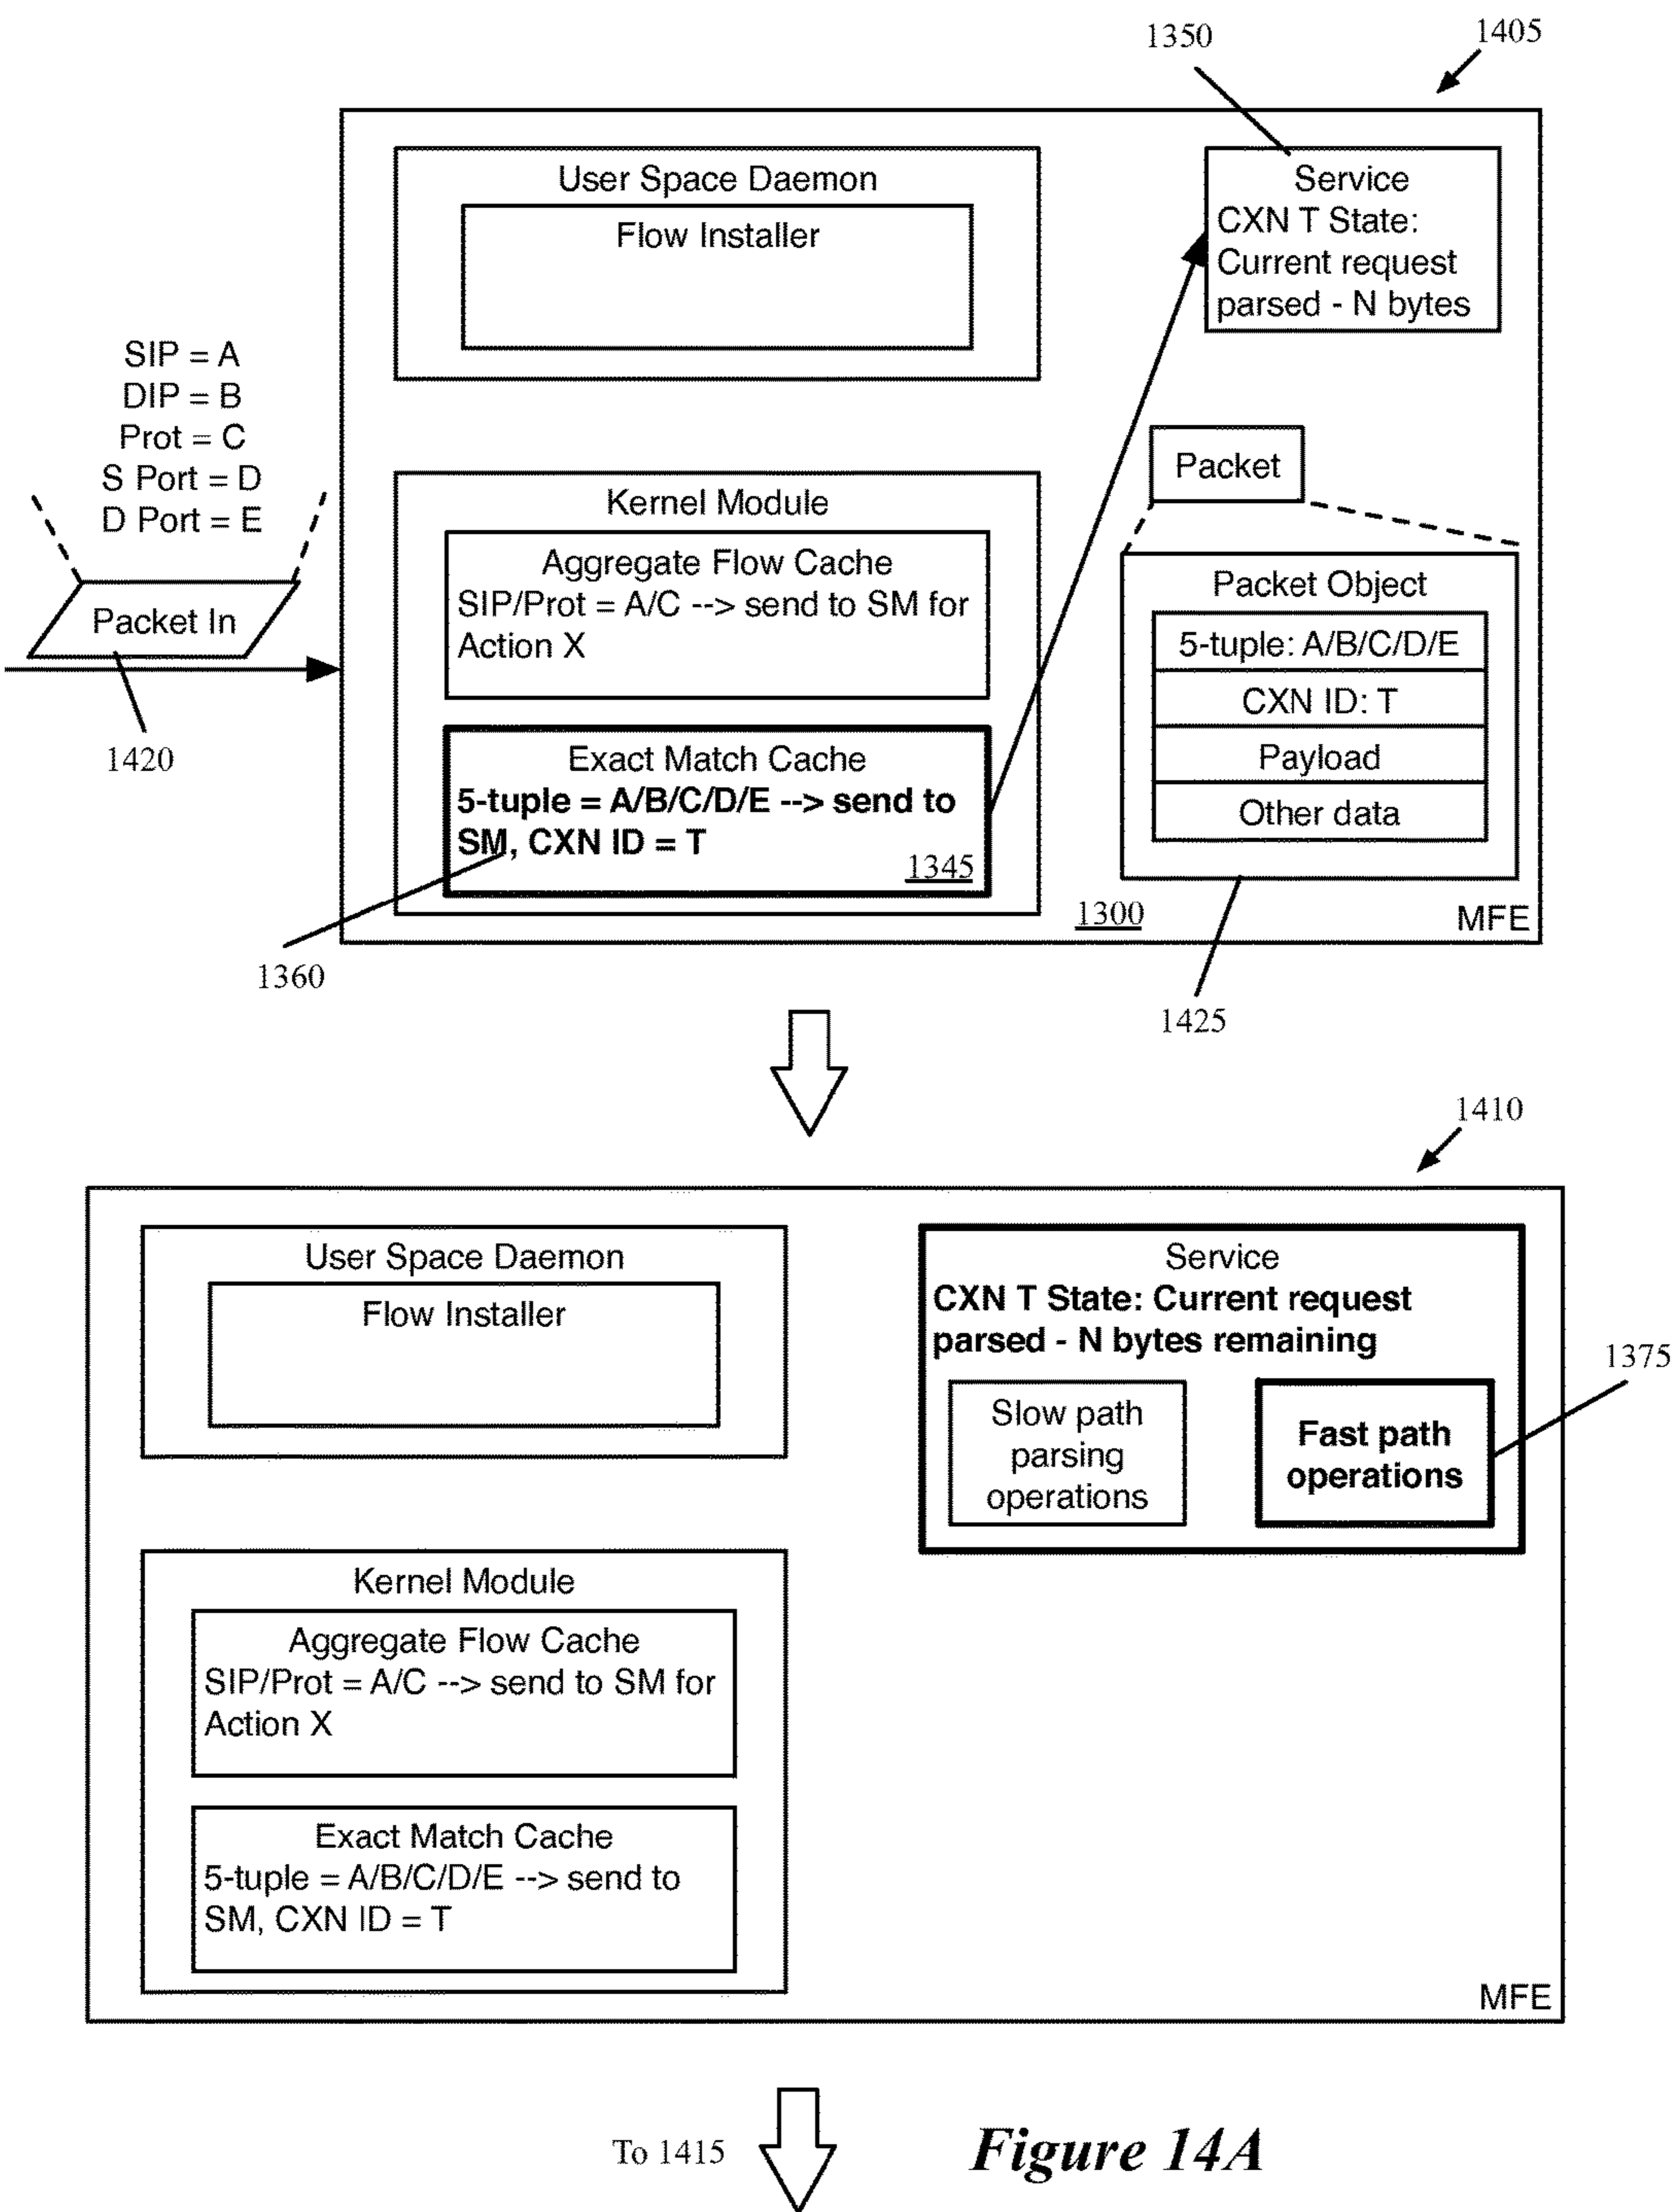 1350
1405
User Space Daemon
Flow Installer
Service
CXN T State:
Current request
parsed - N bytes
SIP = A
DIP = B
Prot = C
S Port = D
D Port = E
Packet In
1420
Kernel Module
Aggregate Flow Cache
SIP/Prot = A/C --> send to SM for
Action X
Exact Match Cache
5-tuple = A/B/C/D/E --> send to
SM, CXN ID = T
1345
1360
Packet
Packet Object
5-tuple: A/B/C/D/E
CXN ID: T
Payload
Other data
1300
MFE
1425
1410
User Space Daemon
Flow Installer
Service
CXN T State: Current request
parsed - N bytes remaining
Slow path
parsing
operations
Fast path
operations
1375
Kernel Module
Aggregate Flow Cache
SIP/Prot = A/C --> send to SM for
Action X
Exact Match Cache
5-tuple = A/B/C/D/E --> send to
SM, CXN ID = T
MFE
To 1415
Figure 14A